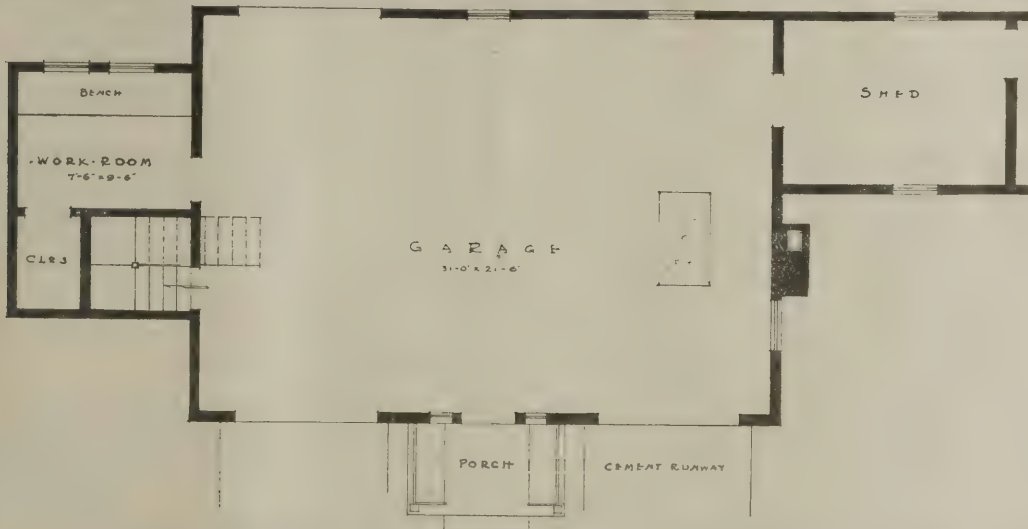 BENCH
·WORK·ROOM
7'-6" x 9'-6"
CLOS
GARAGE
31'-0" x 21'-6"
SHED
PORCH
CEMENT RUNWAY